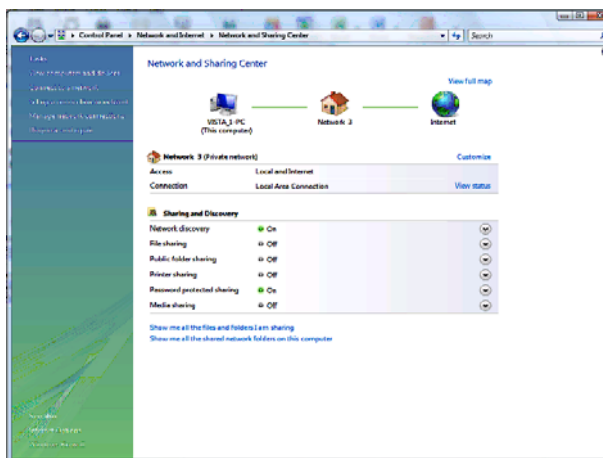 Control Panel ▸ Network and Internet ▸ Network and Sharing Center
Search
Tasks
Network and Sharing Center
View full map
VISTA_1-PC
(This computer)
Network 3
Internet
Network 3 (Private network)
Customize
Access Local and Internet
Connection Local Area Connection View status
Sharing and Discovery
Network discovery On
File sharing Off
Public folder sharing Off
Printer sharing Off
Password protected sharing On
Media sharing Off
Show me all the files and folders I am sharing
Show me all the shared network folders on this computer